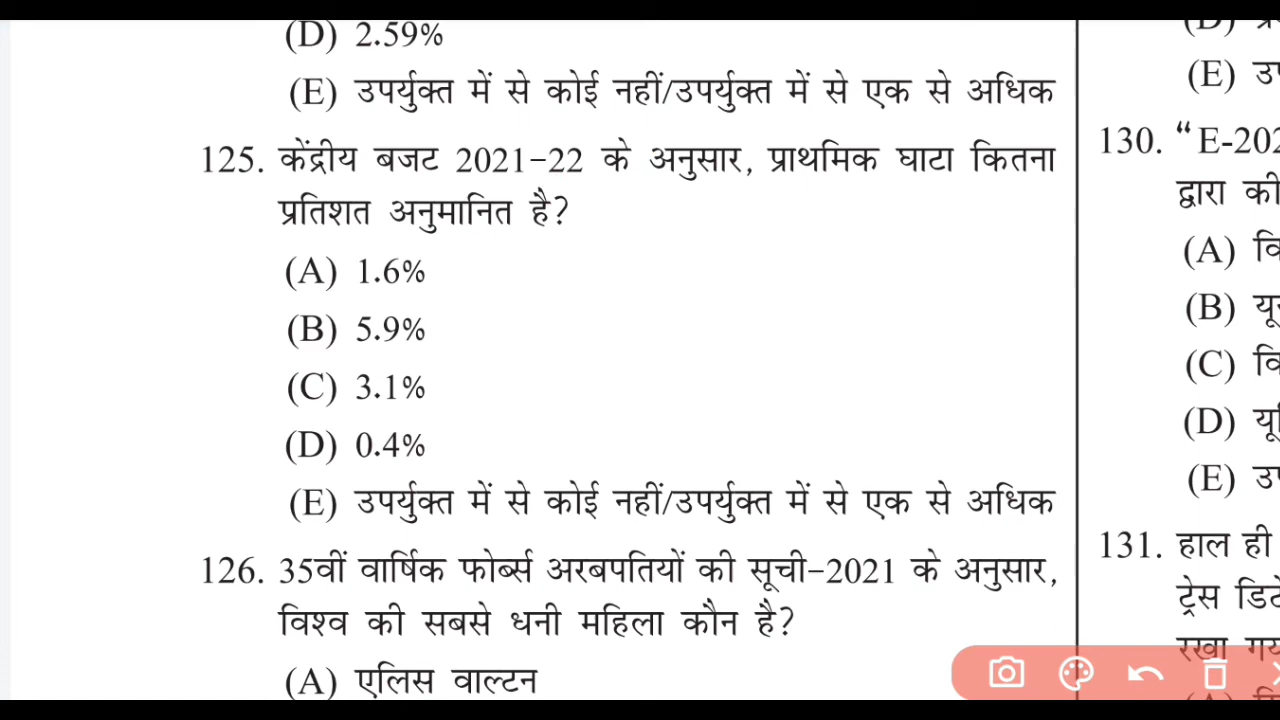 (D) 2.59%
(E) उपर्युक्त में से कोई नहीं/उपर्युक्त में से एक से अधिक
125. केंद्रीय बजट 2021-22 के अनुसार, प्राथमिक घाटा कितना
प्रतिशत अनुमानित है?
(A) 1.6%
(B) 5.9%
(C) 3.1%
(D) 0.4%
(E) उपर्युक्त में से कोई नहीं/उपर्युक्त में से एक से अधिक
126. 35वीं वार्षिक फोर्ब्स अरबपतियों की सूची-2021 के अनुसार,
विश्व की सबसे धनी महिला कौन है?
(A) एलिस वाल्टन
(D)
(E)
130. “E-202
द्वारा की
(A)
(B)
(C)
(D)
(E)
131. हाल ही
ट्रेस
रखा